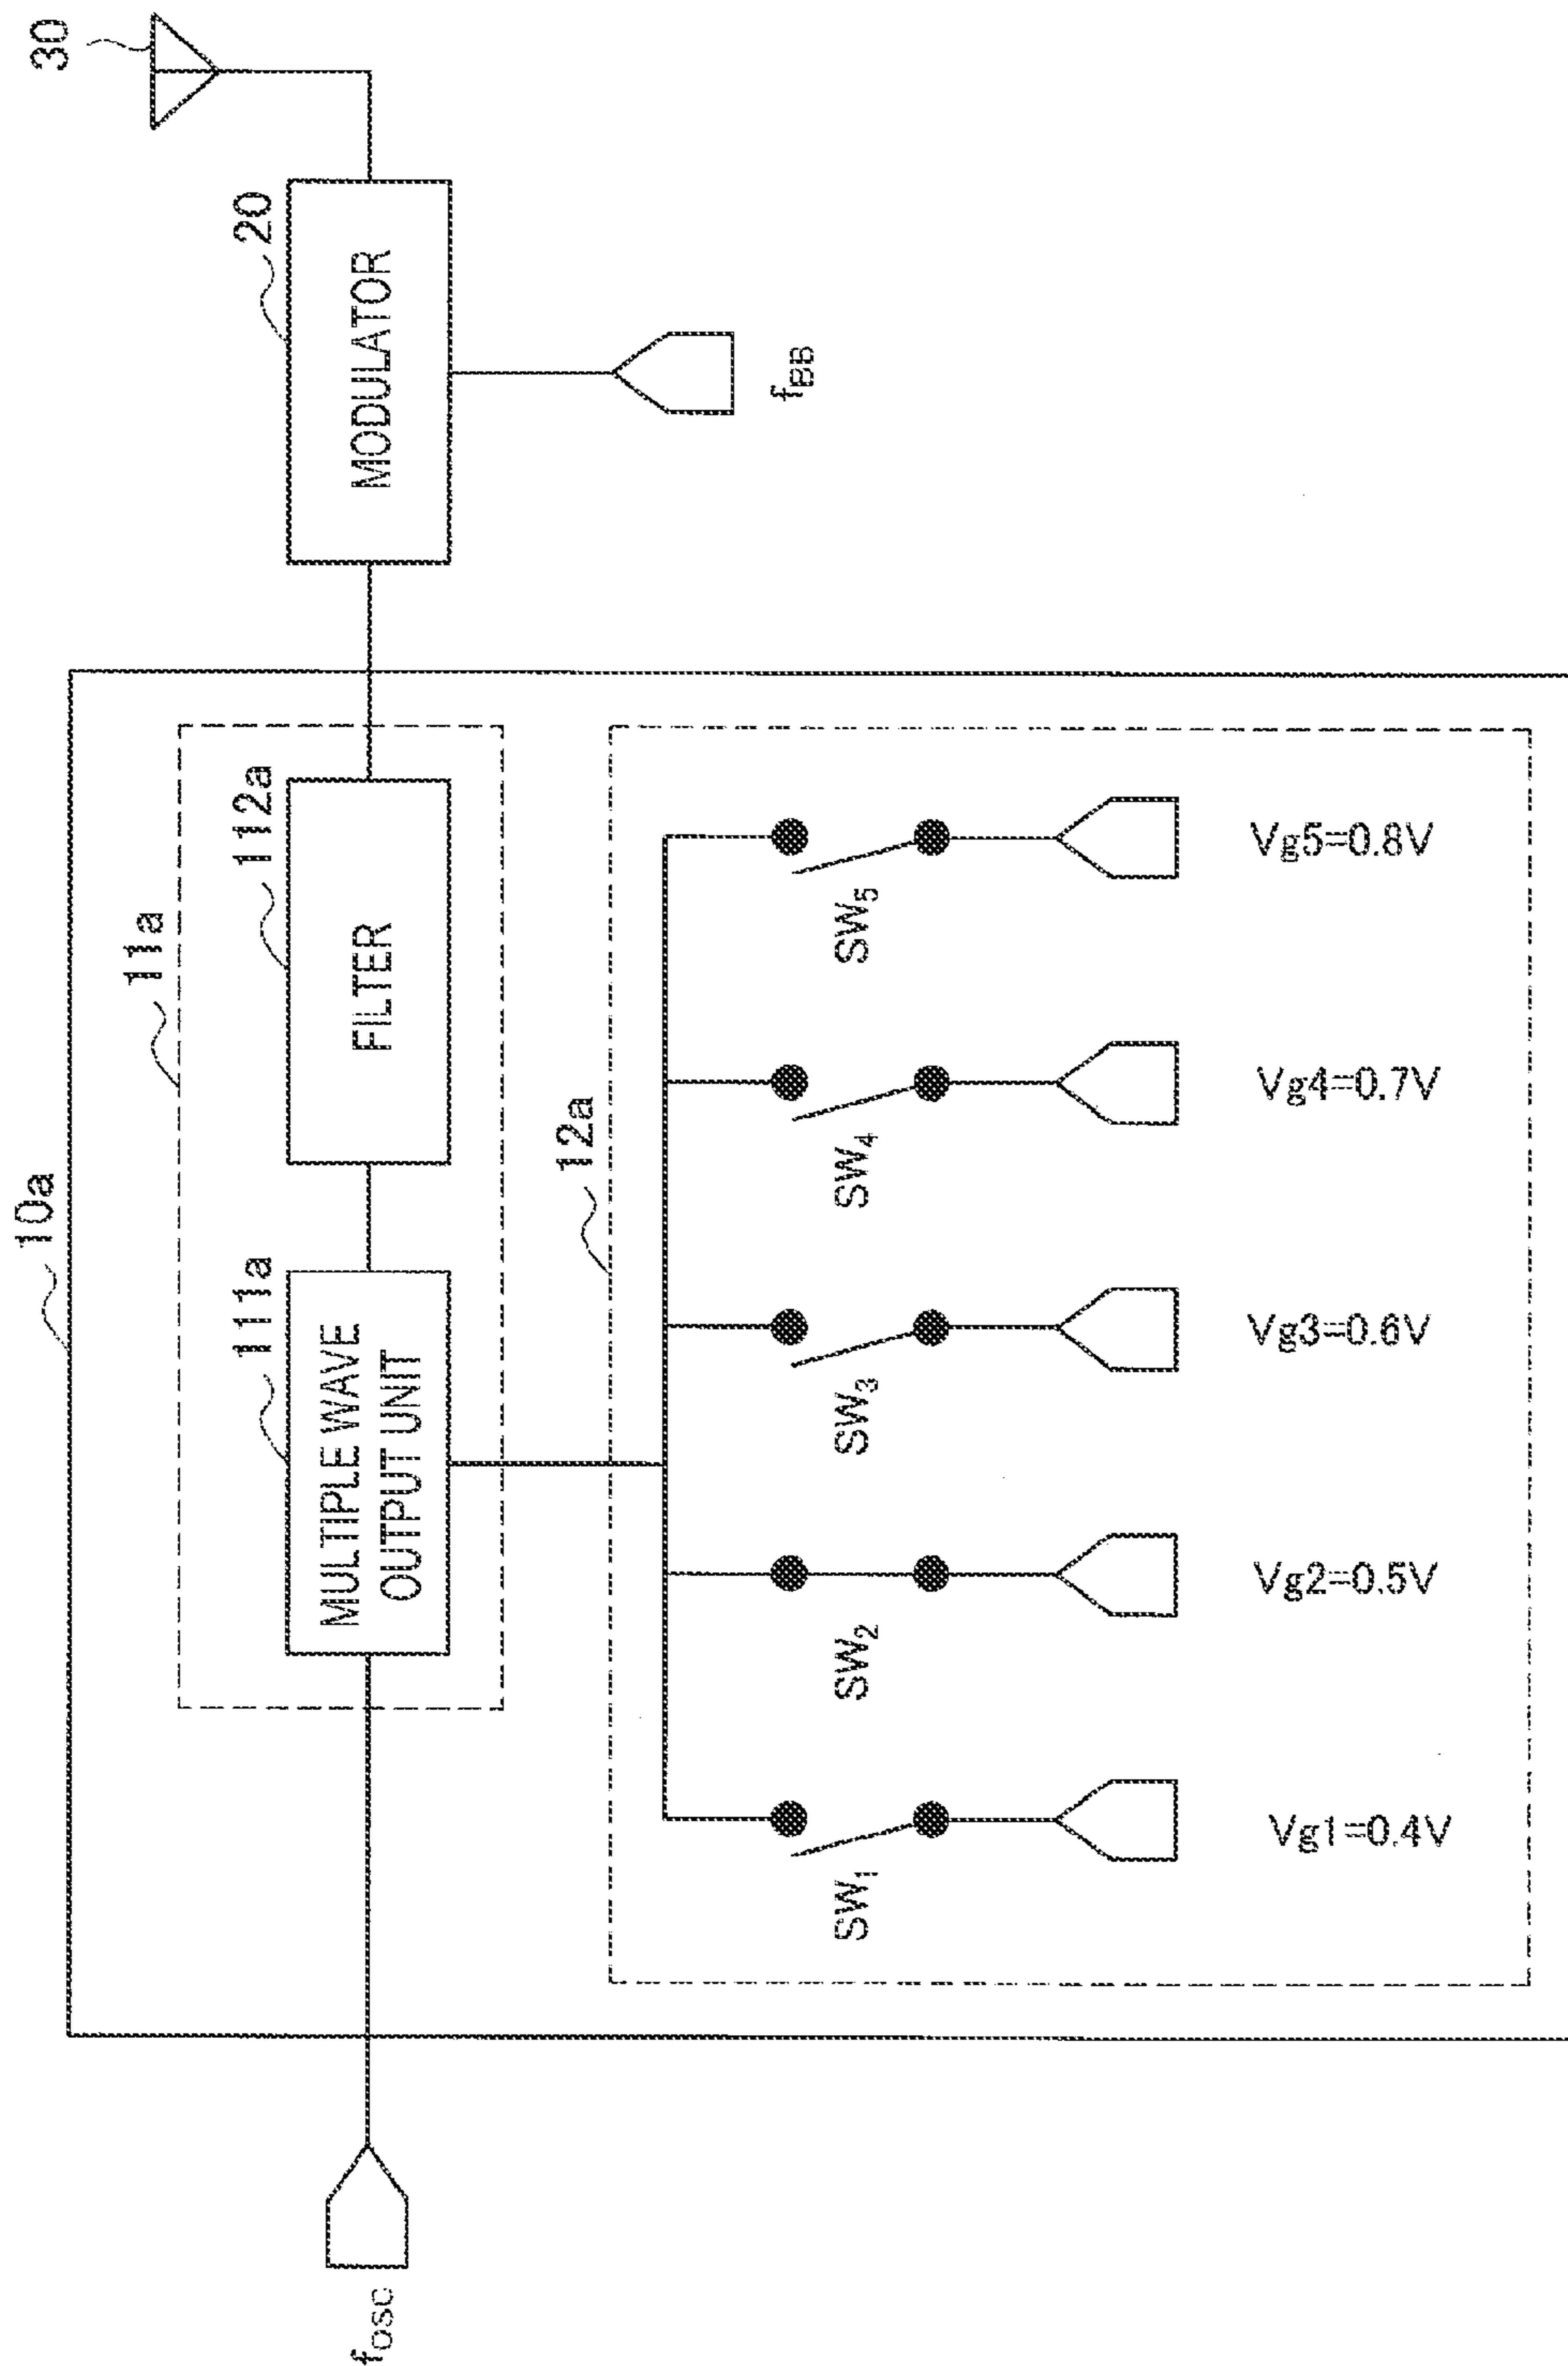 10a
11a
111a
112a
20
30
MULTIPLE WAVE
OUTPUT UNIT
FILTER
MODULATOR
fOSC
fBB
12a
SW1
SW2
SW3
SW4
SW5
Vg1=0.4V
Vg2=0.5V
Vg3=0.6V
Vg4=0.7V
Vg5=0.8V